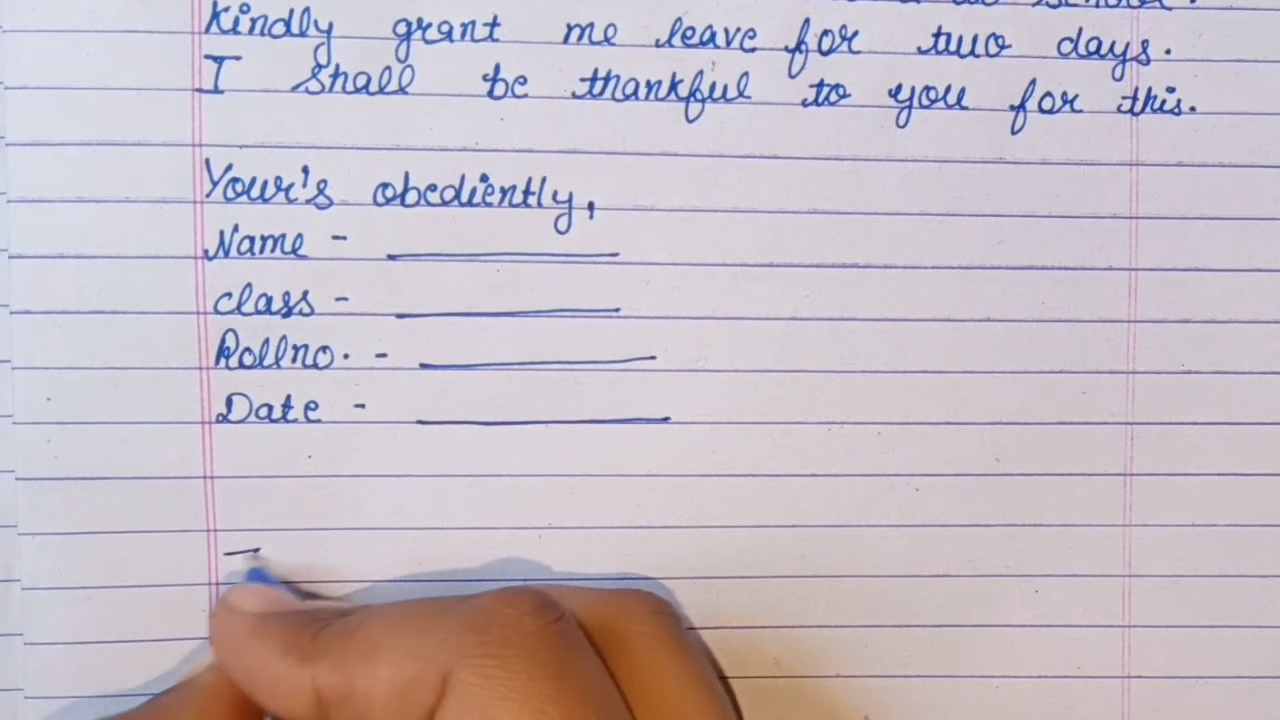 Kindly grant me leave for two days.
I shall be thankful to you for this.
Your's obediently,
Name -
class -
Rollno. -
Date -